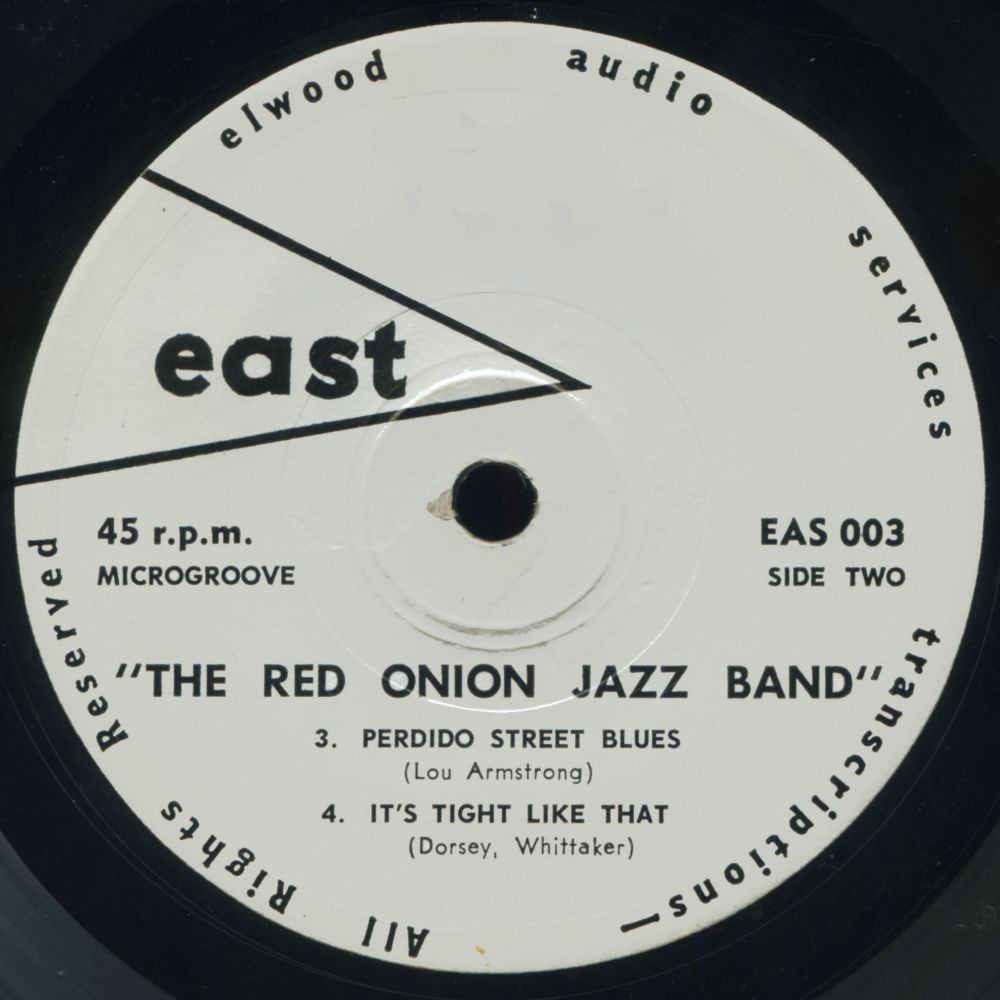 elwood audio services transcriptions— All Rights Reserved
east
45 r.p.m.
MICROGROOVE
EAS 003
SIDE TWO
"THE RED ONION JAZZ BAND"
3. PERDIDO STREET BLUES
(Lou Armstrong)
4. IT'S TIGHT LIKE THAT
(Dorsey, Whittaker)